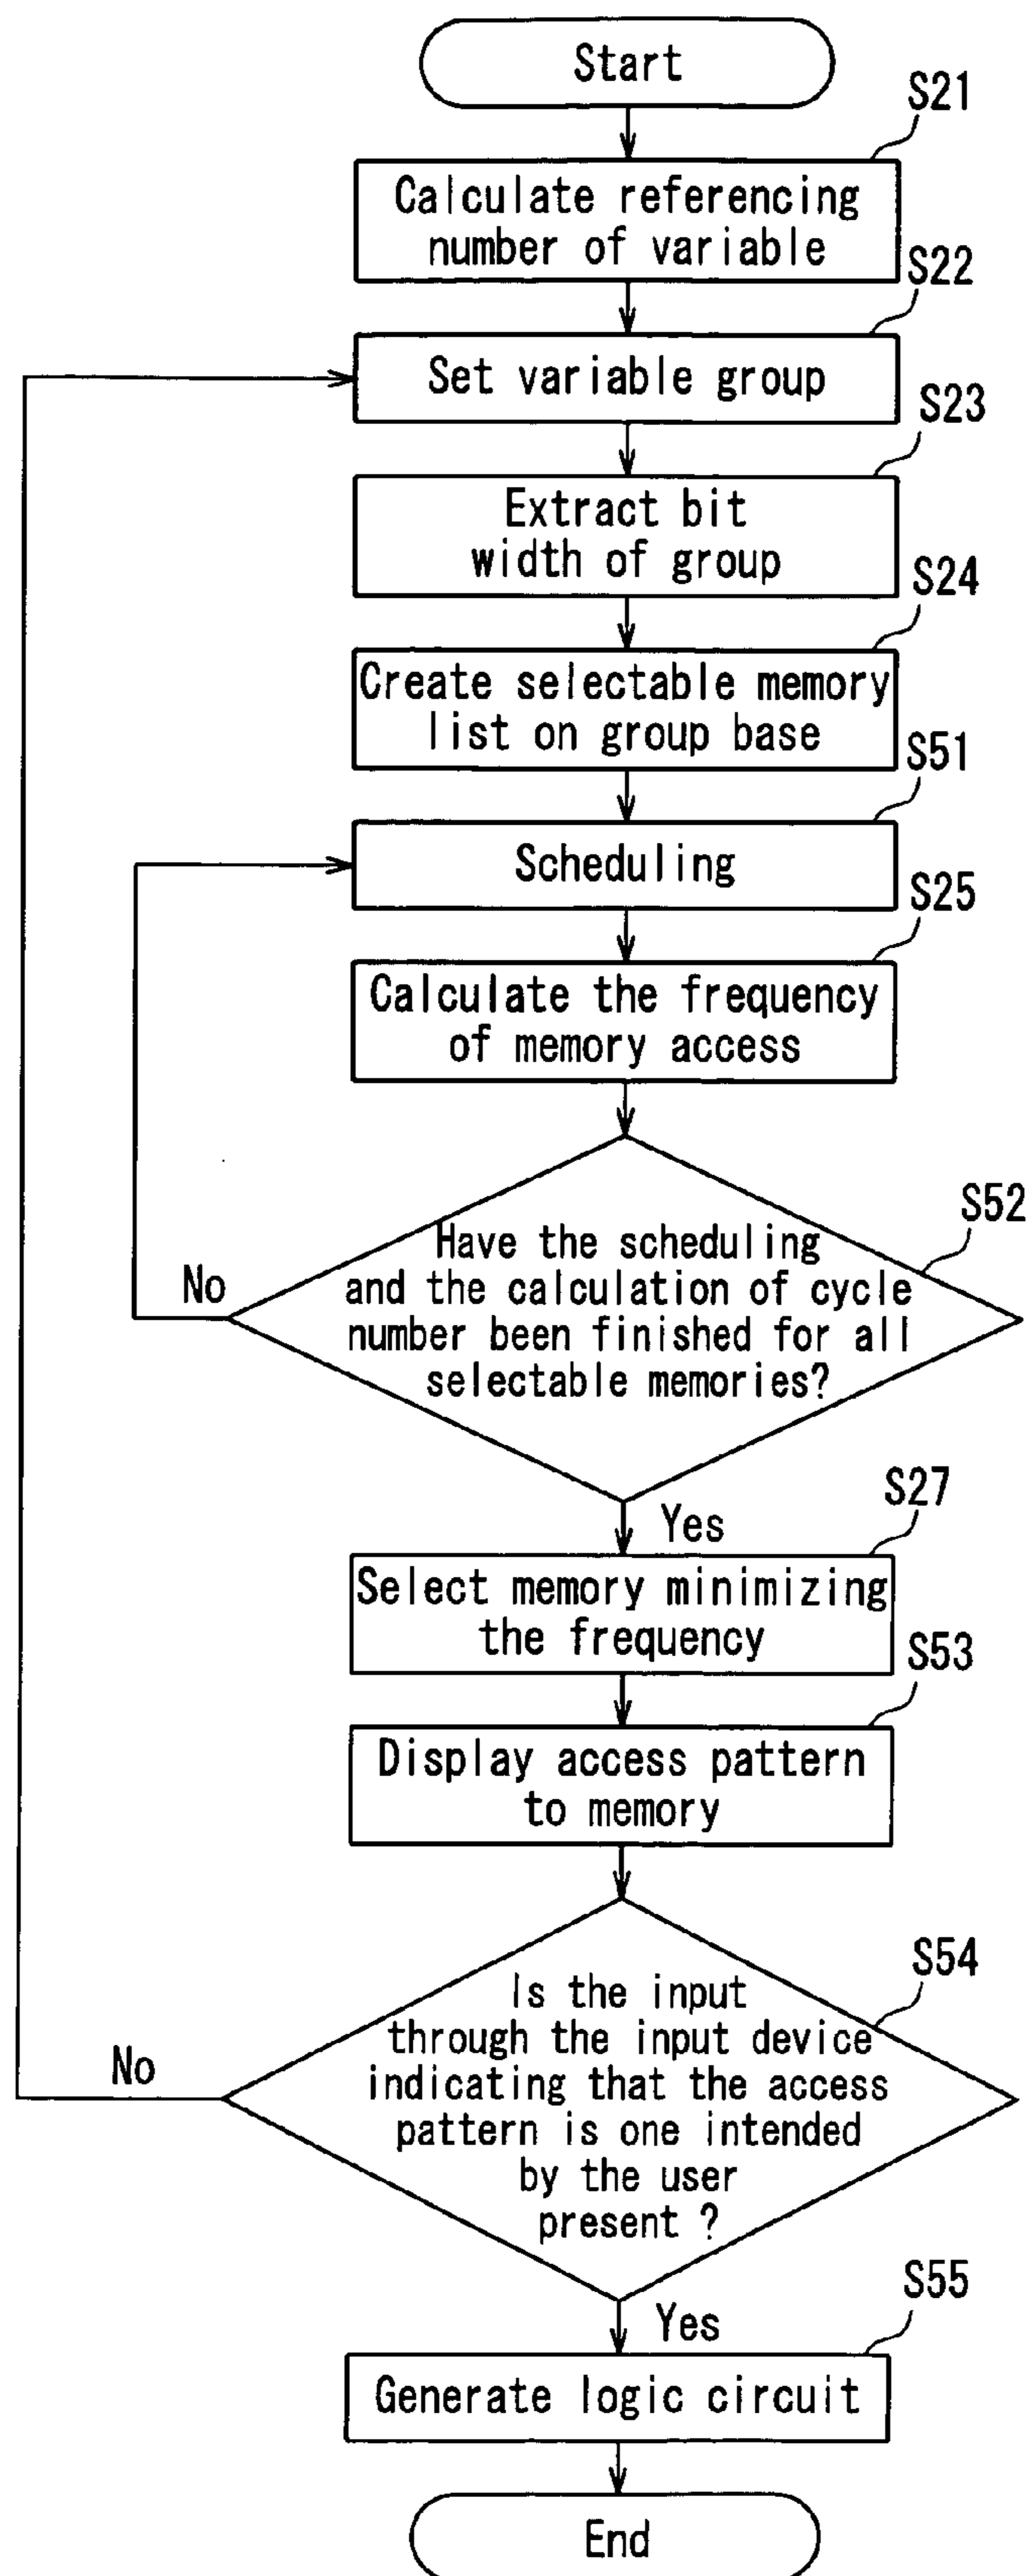 Start
S21
Calculate referencing
number of variable
S22
Set variable group
S23
Extract bit
width of group
S24
Create selectable memory
list on group base
S51
Scheduling
S25
Calculate the frequency
of memory access
S52
Have the scheduling
and the calculation of cycle
number been finished for all
selectable memories?
No
Yes
S27
Select memory minimizing
the frequency
S53
Display access pattern
to memory
S54
Is the input
through the input device
indicating that the access
pattern is one intended
by the user
present ?
No
Yes
S55
Generate logic circuit
End